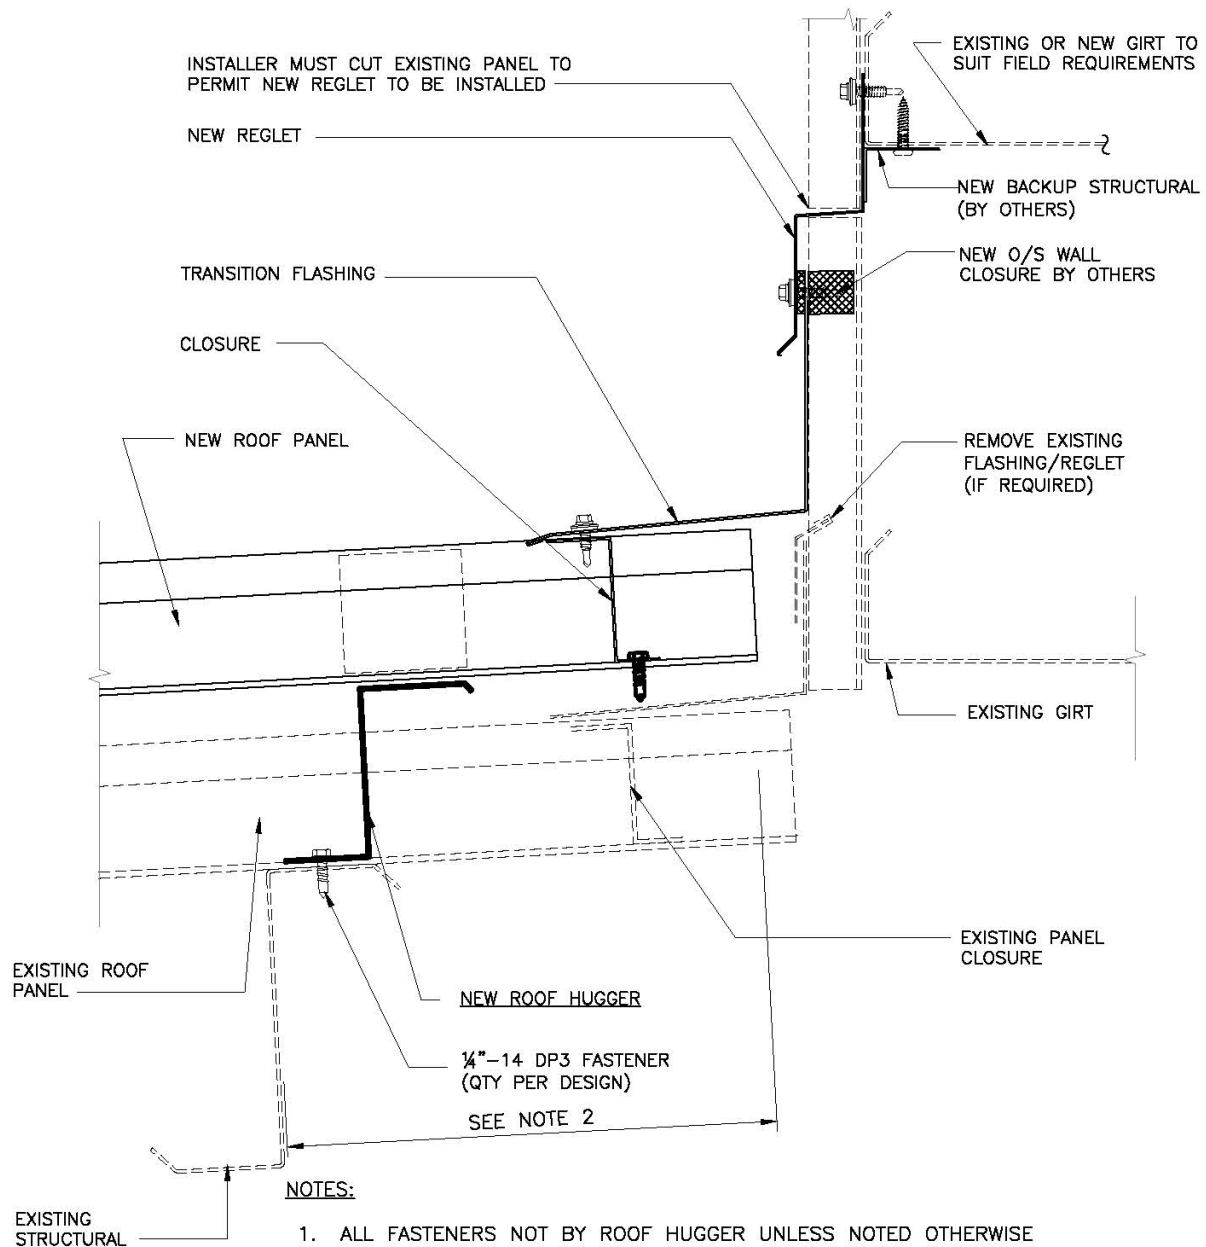 INSTALLER MUST CUT EXISTING PANEL TO
PERMIT NEW REGLET TO BE INSTALLED
NEW REGLET
TRANSITION FLASHING
CLOSURE
NEW ROOF PANEL
EXISTING OR NEW GIRT TO
SUIT FIELD REQUIREMENTS
NEW BACKUP STRUCTURAL
(BY OTHERS)
NEW O/S WALL
CLOSURE BY OTHERS
REMOVE EXISTING
FLASHING/REGLET
(IF REQUIRED)
EXISTING GIRT
EXISTING PANEL
CLOSURE
EXISTING ROOF
PANEL
NEW ROOF HUGGER
¼"-14 DP3 FASTENER
(QTY PER DESIGN)
SEE NOTE 2
EXISTING
STRUCTURAL
NOTES:
1. ALL FASTENERS NOT BY ROOF HUGGER UNLESS NOTED OTHERWISE